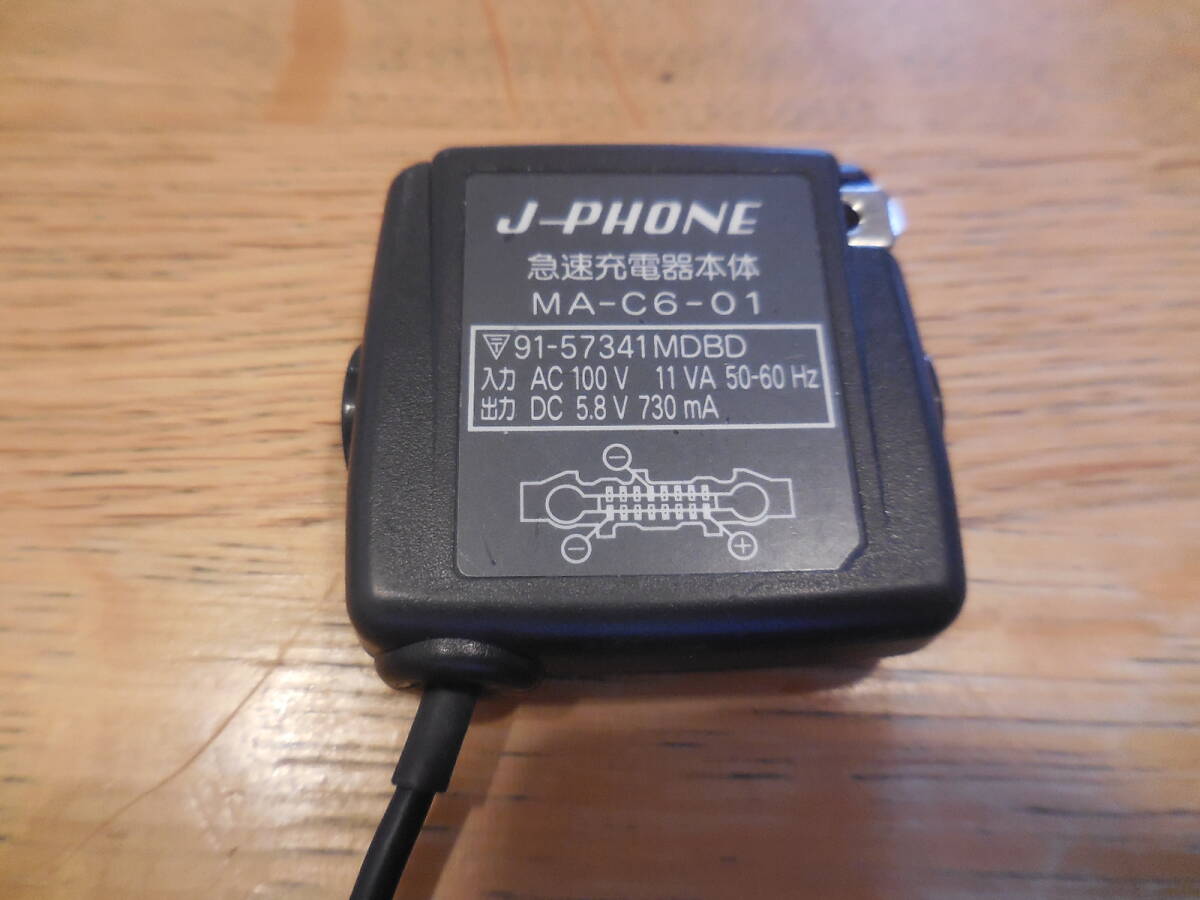 J-PHONE
急速充電器本体
MA-C6-01
91-57341MDBD
入力 AC 100 V 11 VA 50-60 Hz
出力 DC 5.8 V 730 mA